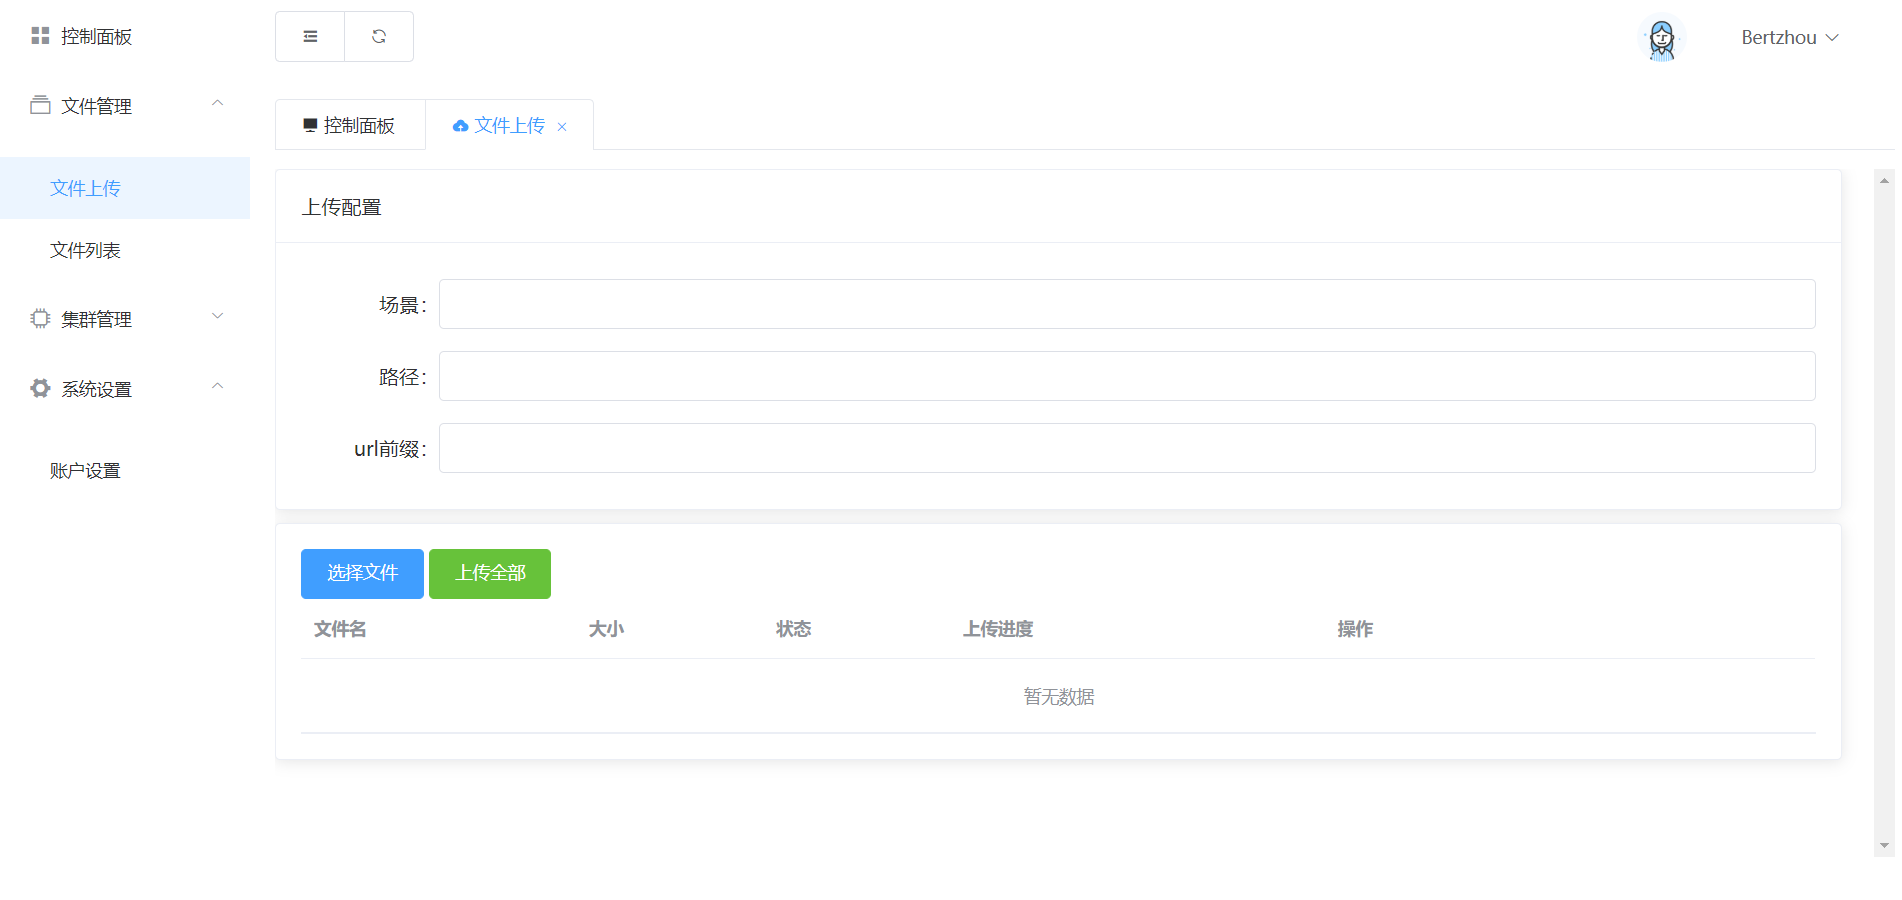 控制面板
文件管理
文件上传
文件列表
集群管理
系统设置
账户设置
Bertzhou
控制面板
文件上传
上传配置
场景：
路径：
url前缀：
选择文件 上传全部
文件名 大小 状态 上传进度 操作
暂无数据